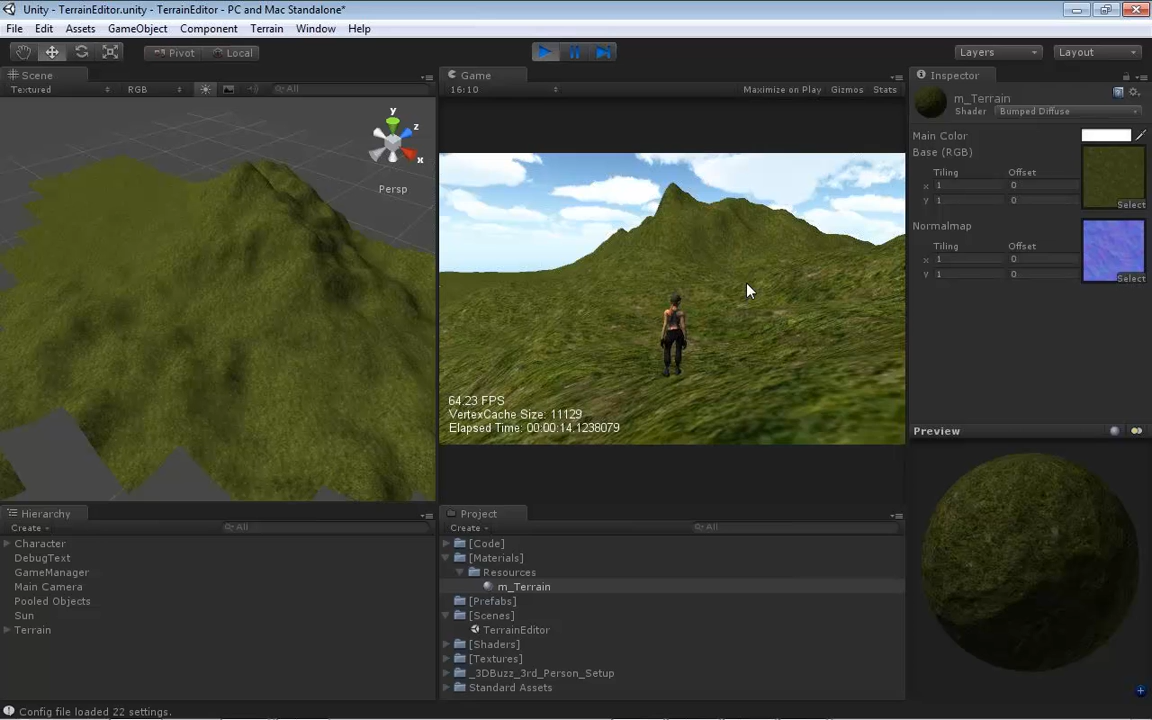 Unity - TerrainEditor.unity - TerrainEditor - PC and Mac Standalone*
File Edit Assets GameObject Component Terrain Window Help
Pivot Local Layers Layout
Scene
Textured RGB All
y
z
x
Persp
Game
16:10 Maximize on Play Gizmos Stats
64.23 FPS
VertexCache Size: 11129
Elapsed Time: 00:00:14.1238079
Inspector
m_Terrain
Shader Bumped Diffuse
Main Color
Base (RGB)
Tiling Offset
x 1 0
y 1 0
Select
Normalmap
Tiling Offset
x 1 0
y 1 0
Select
Preview
Hierarchy
Create All
Character
DebugText
GameManager
Main Camera
Pooled Objects
Sun
Terrain
Project
Create All
[Code]
[Materials]
Resources
m_Terrain
[Prefabs]
[Scenes]
TerrainEditor
[Shaders]
[Textures]
_3DBuzz_3rd_Person_Setup
Standard Assets
Config file loaded 22 settings.